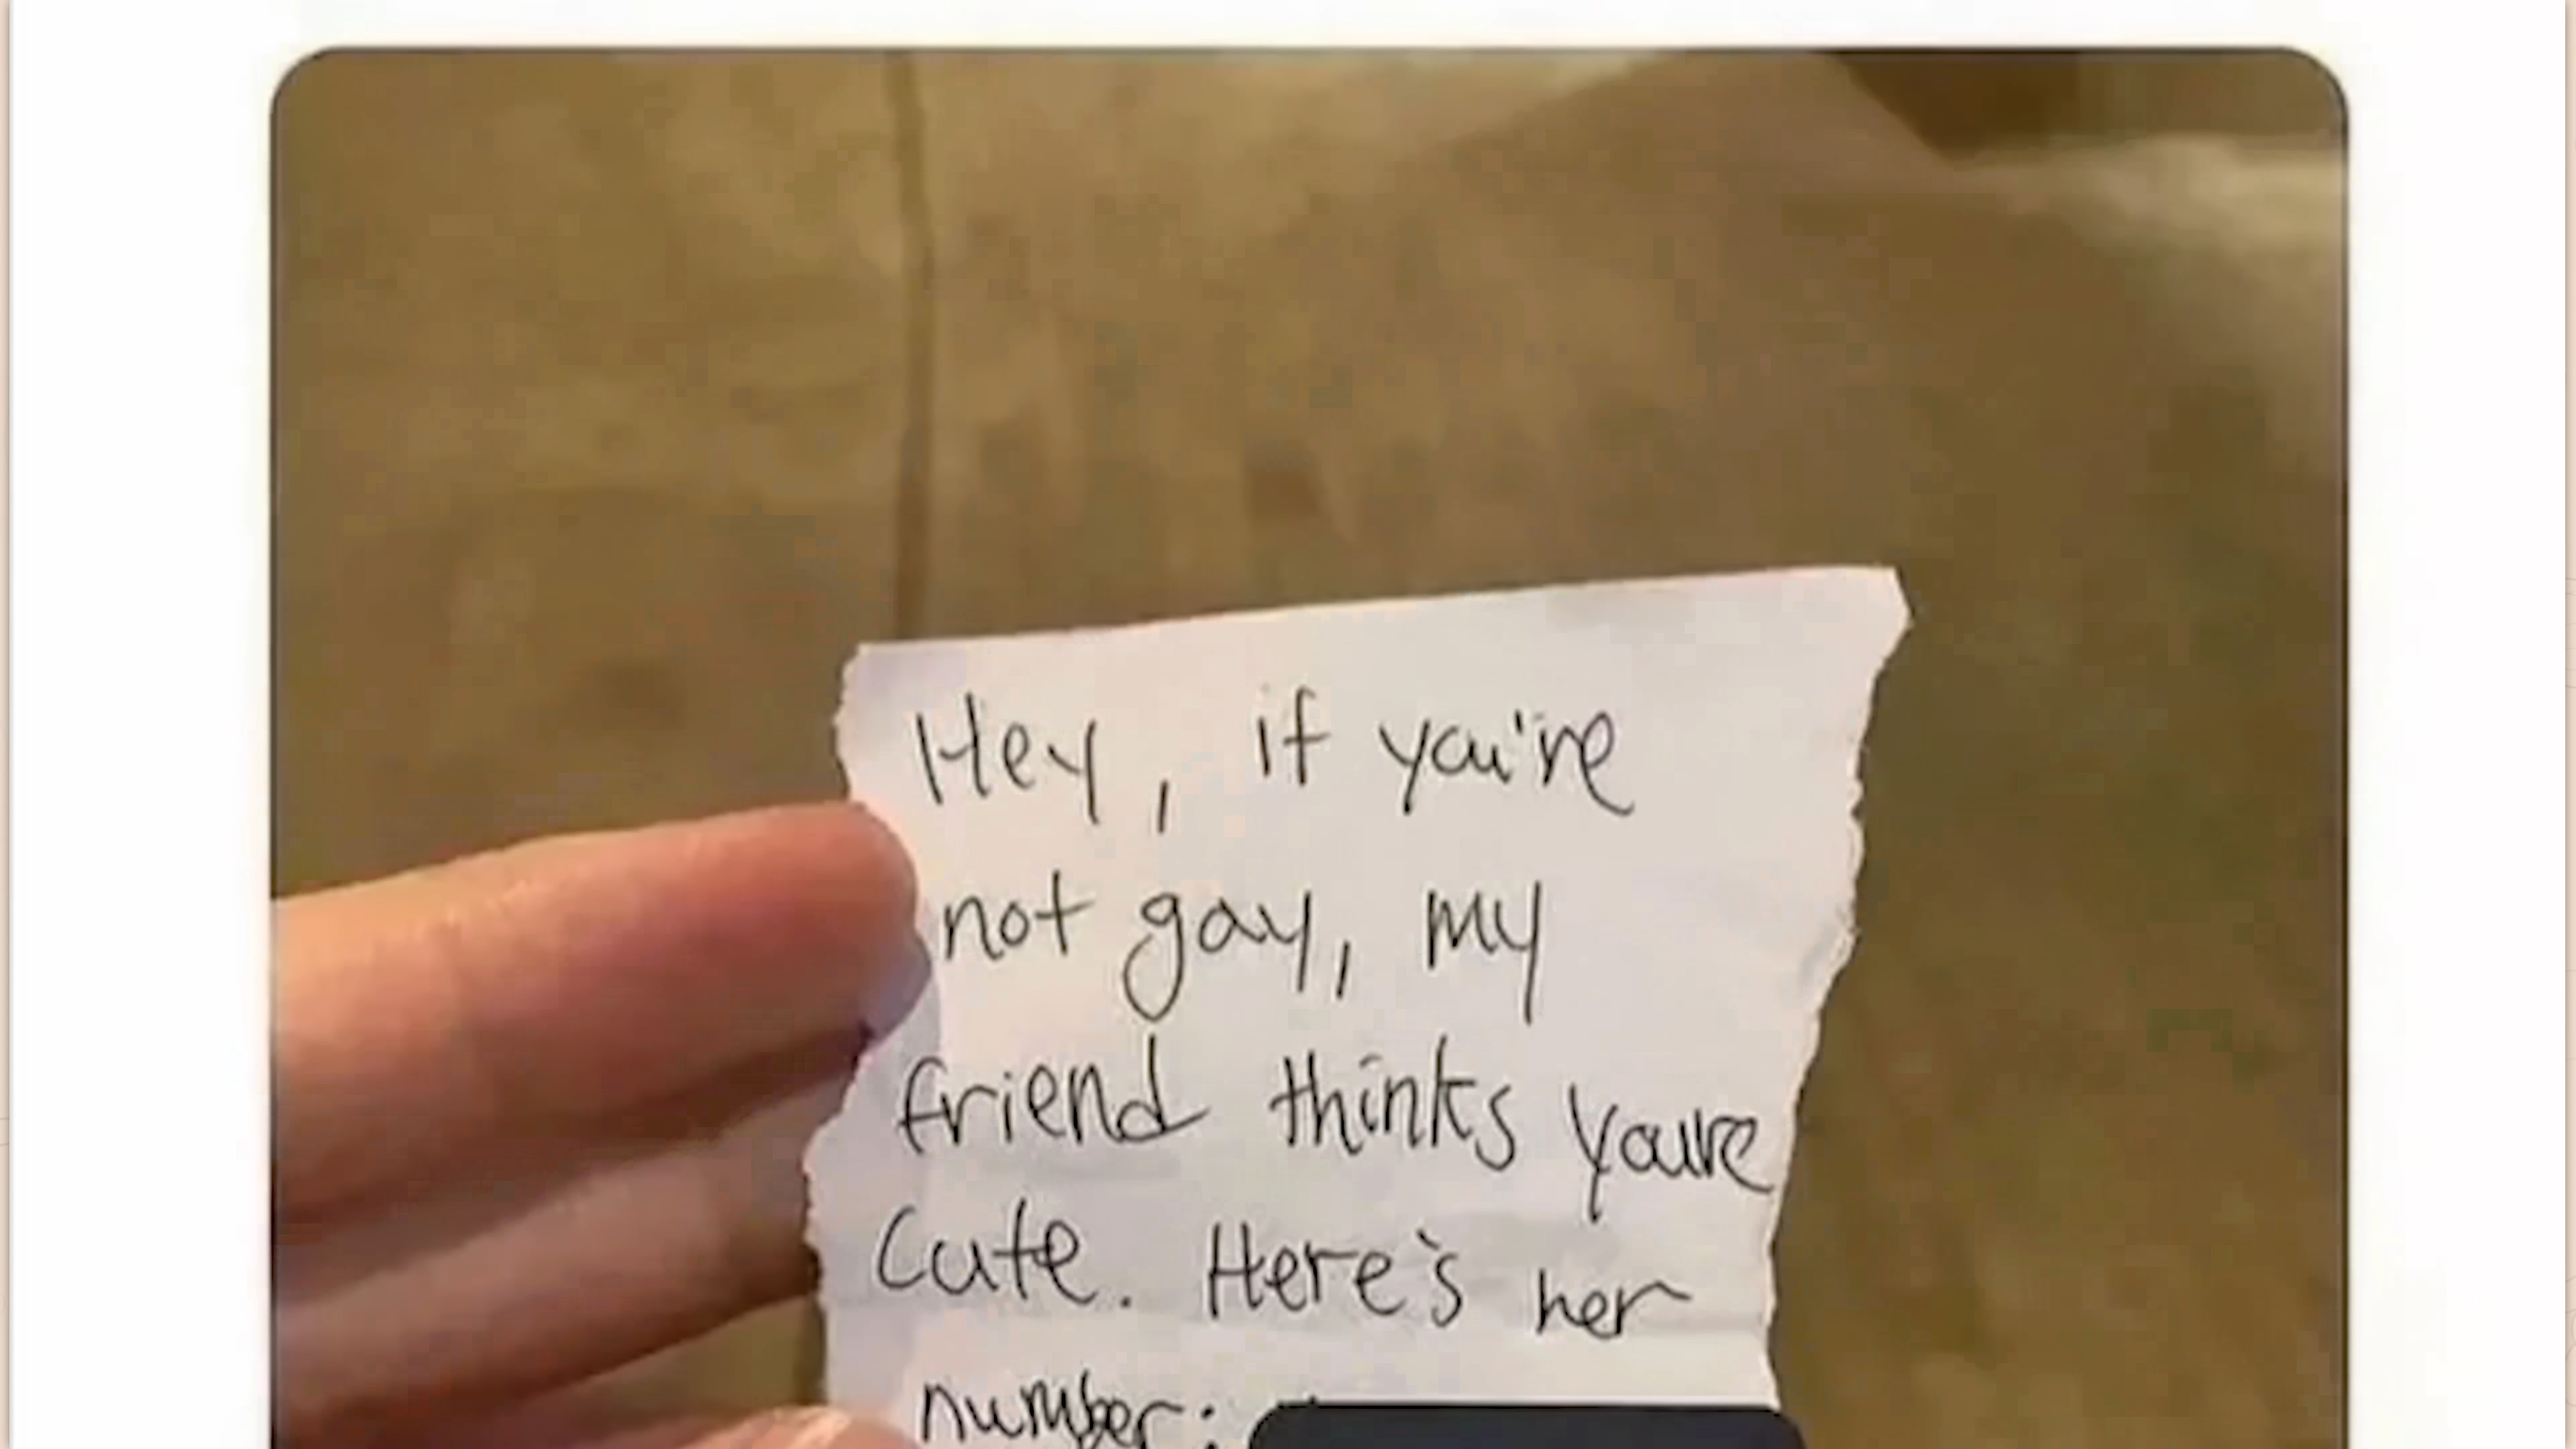 Hey, if you're
not gay, my
friend thinks you're
cute. Here's her
number: